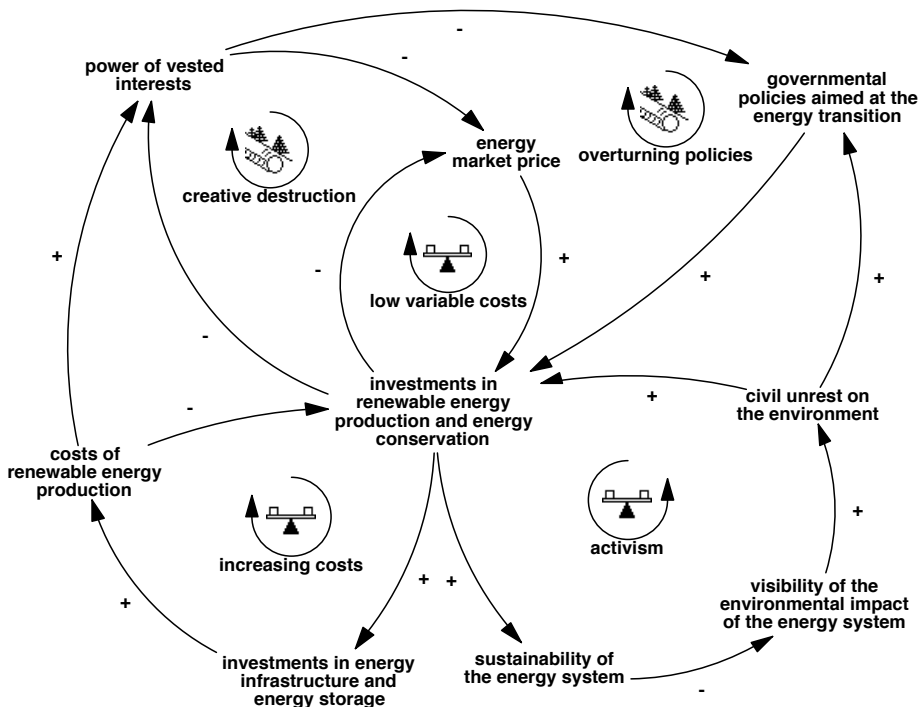 -
-
power of vested
interests
governmental
policies aimed at the
energy transition
energy
market price
overturning policies
creative destruction
+
-
+
+
+
low variable costs
-
investments in
renewable energy
production and energy
conservation
-
+
civil unrest on
the environment
costs of
renewable energy
production
+
increasing costs
activism
+
+
+
visibility of the
environmental impact
of the energy system
investments in energy
infrastructure and
energy storage
sustainability of
the energy system
-